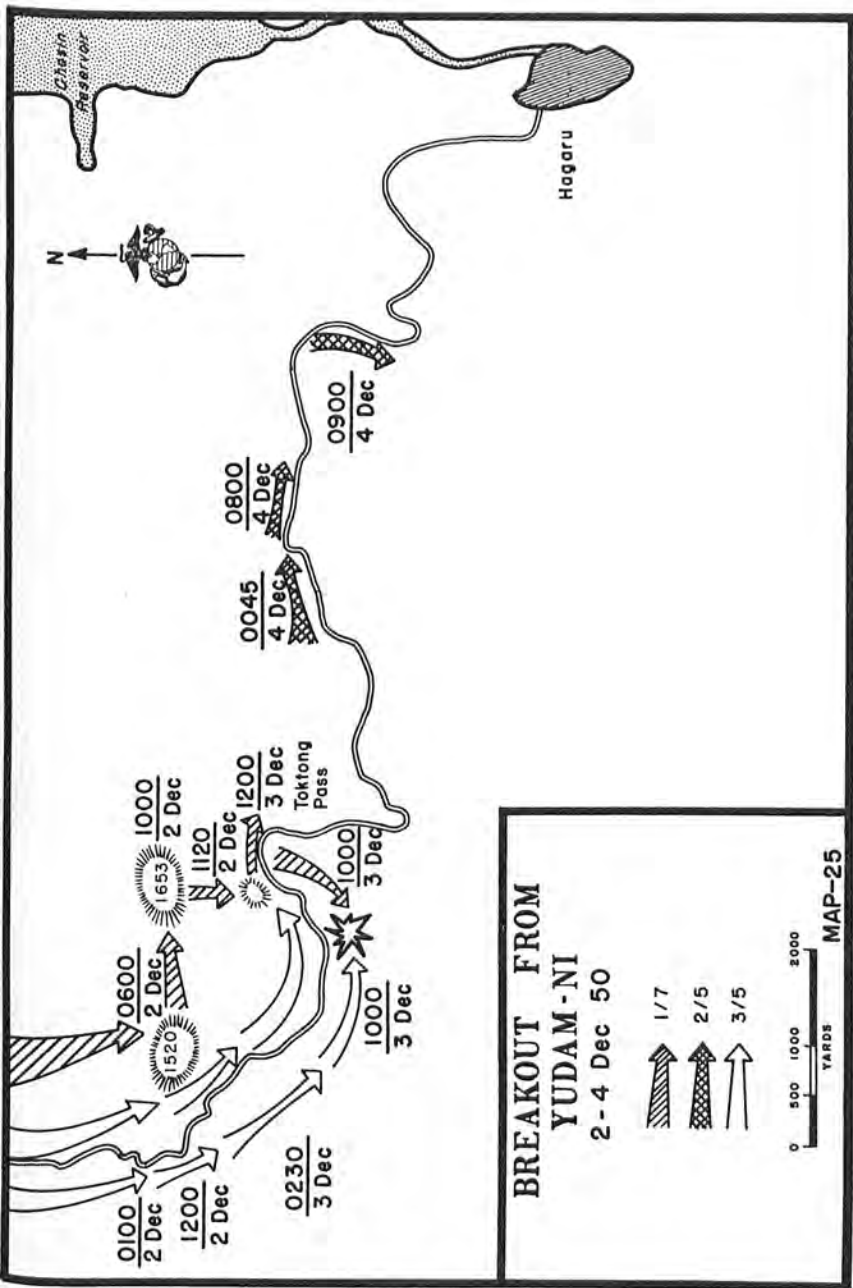 Chosin
Reservoir
N
Hagaru
0900
4 Dec
0800
4 Dec
0045
4 Dec
1000
2 Dec
1653
1120
2 Dec
1200
3 Dec
Toktong
Pass
1000
3 Dec
0600
2 Dec
1520
1000
3 Dec
0100
2 Dec
1200
2 Dec
0230
3 Dec
BREAKOUT FROM
YUDAM-NI
2-4 Dec 50
1/7
2/5
3/5
0 500 1000 2000
YARDS
MAP-25